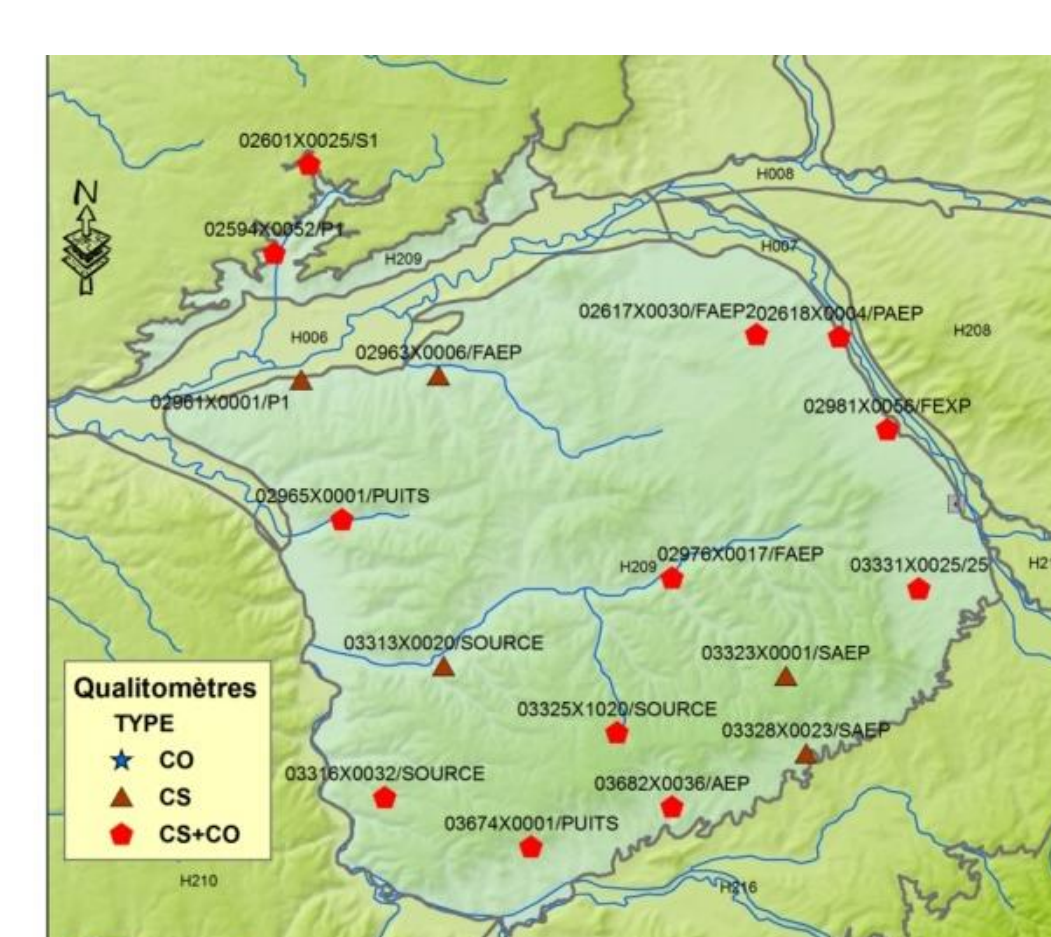 02601X0025/S1
N
H008
02594X0052/P1
H007
H209
02617X0030/FAEP2
02618X0004/PAEP
H208
H006
02963X0006/FAEP
02961X0001/P1
02981X0056/FEXP
02965X0001/PUITS
H209
02976X0017/FAEP
03331X0025/25
03313X0020/SOURCE
03323X0001/SAEP
03325X1020/SOURCE
03328X0023/SAEP
03316X0032/SOURCE
03682X0036/AEP
03674X0001/PUITS
Qualitomètres
TYPE
CO
CS
CS+CO
H210
H216